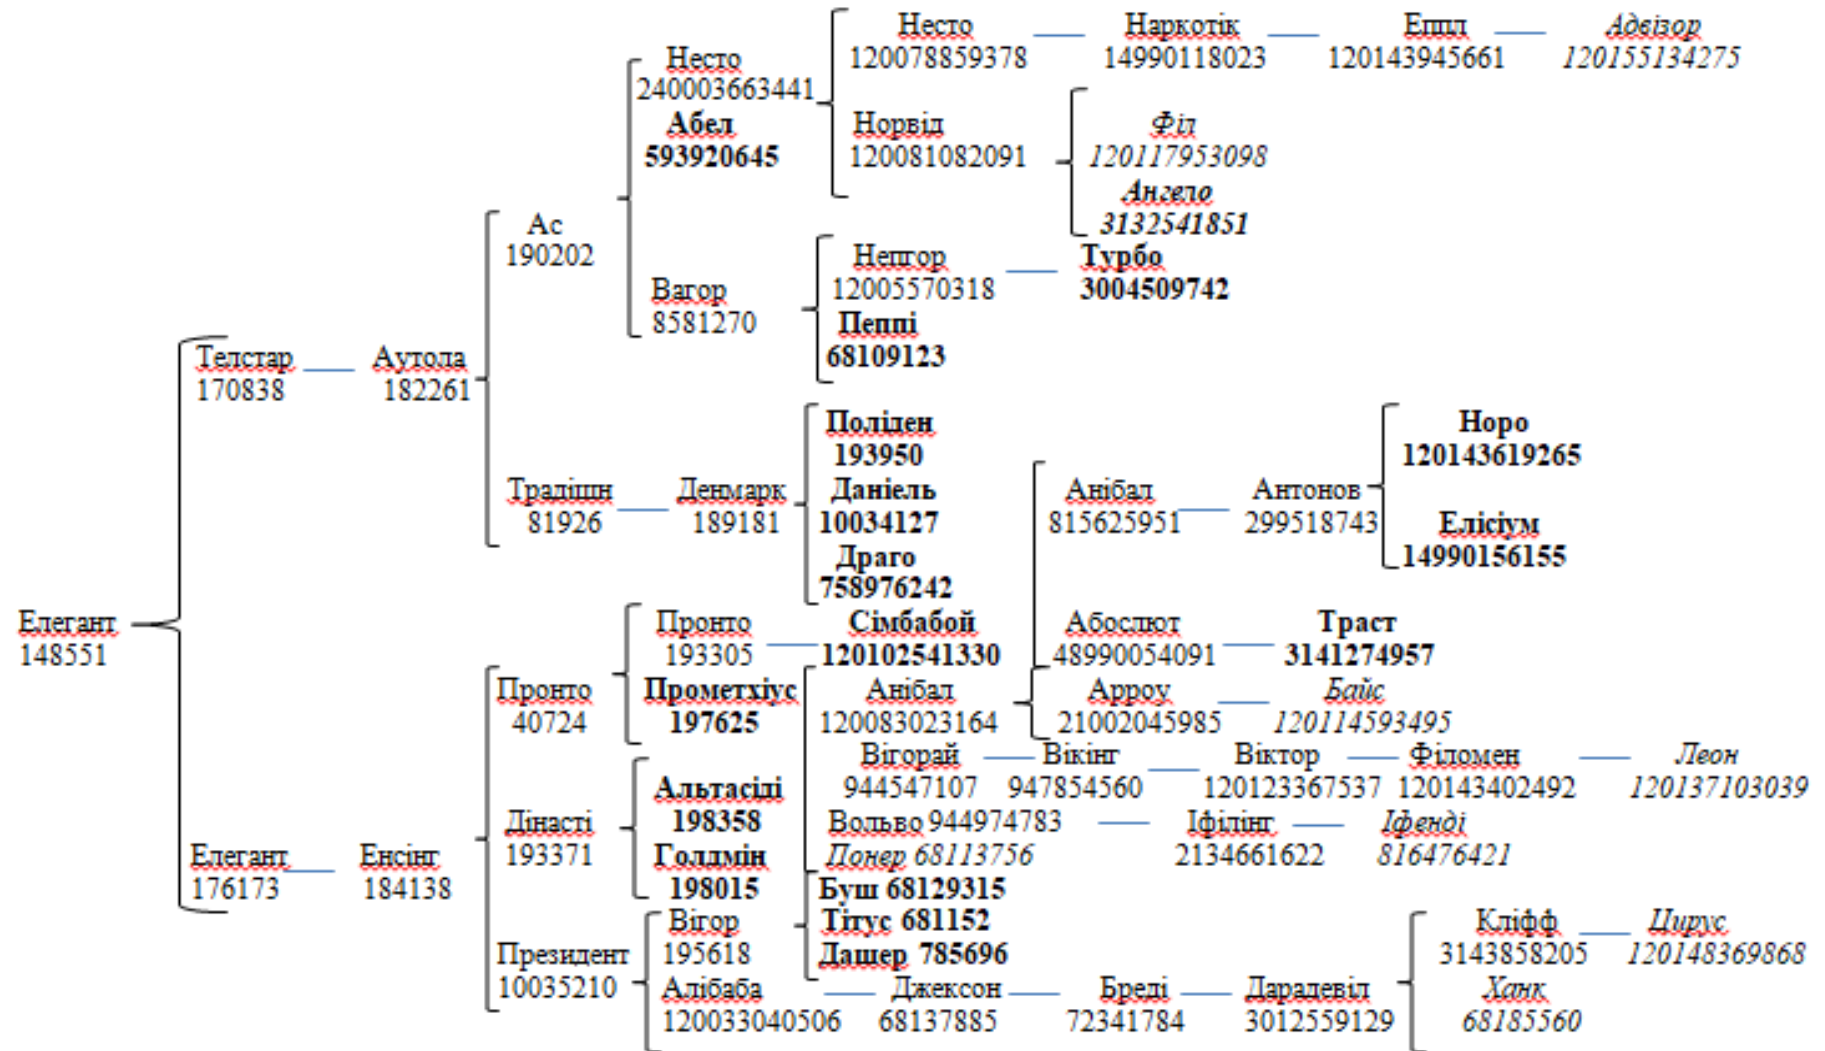 Несто Наркотік Еппл Адвізор
120078859378 14990118023 120143945661 120155134275
Несто
240003663441
Абел
593920645
Норвід
120081082091
Філ
120117953098
Ангело
3132541851
Ас
190202
Вагор
8581270
Непгор Турбо
12005570318 3004509742
Пеппі
68109123
Телстар Аутола
170838 182261
Традішн Денмарк
81926 189181
Поліден
193950
Даніель
10034127
Драго
758976242
Анібал Антонов
815625951 299518743
Норо
120143619265
Елісіум
14990156155
Елегант
148551
Пронто Сімбабой
193305 120102541330
Абослют Траст
48990054091 3141274957
Пронто
40724
Прометхіус
197625
Анібал Арроу Байс
120083023164 21002045985 120114593495
Вігорай Вікінг Віктор Філомен Леон
944547107 947854560 120123367537 120143402492 120137103039
Дінасті
193371
Альтасіді
198358
Голдмін
198015
Вольво 944974783 Іфілінг Іфенді
2134661622 816476421
Понер 68113756
Елегант Енсінг
176173 184138
Буш 68129315
Тітус 681152
Дашер 785696
Президент
10035210
Вігор
195618
Алібаба Джексон Бреді Дарадевіл
120033040506 68137885 72341784 3012559129
Кліфф Цирус
3143858205 120148369868
Ханк
68185560